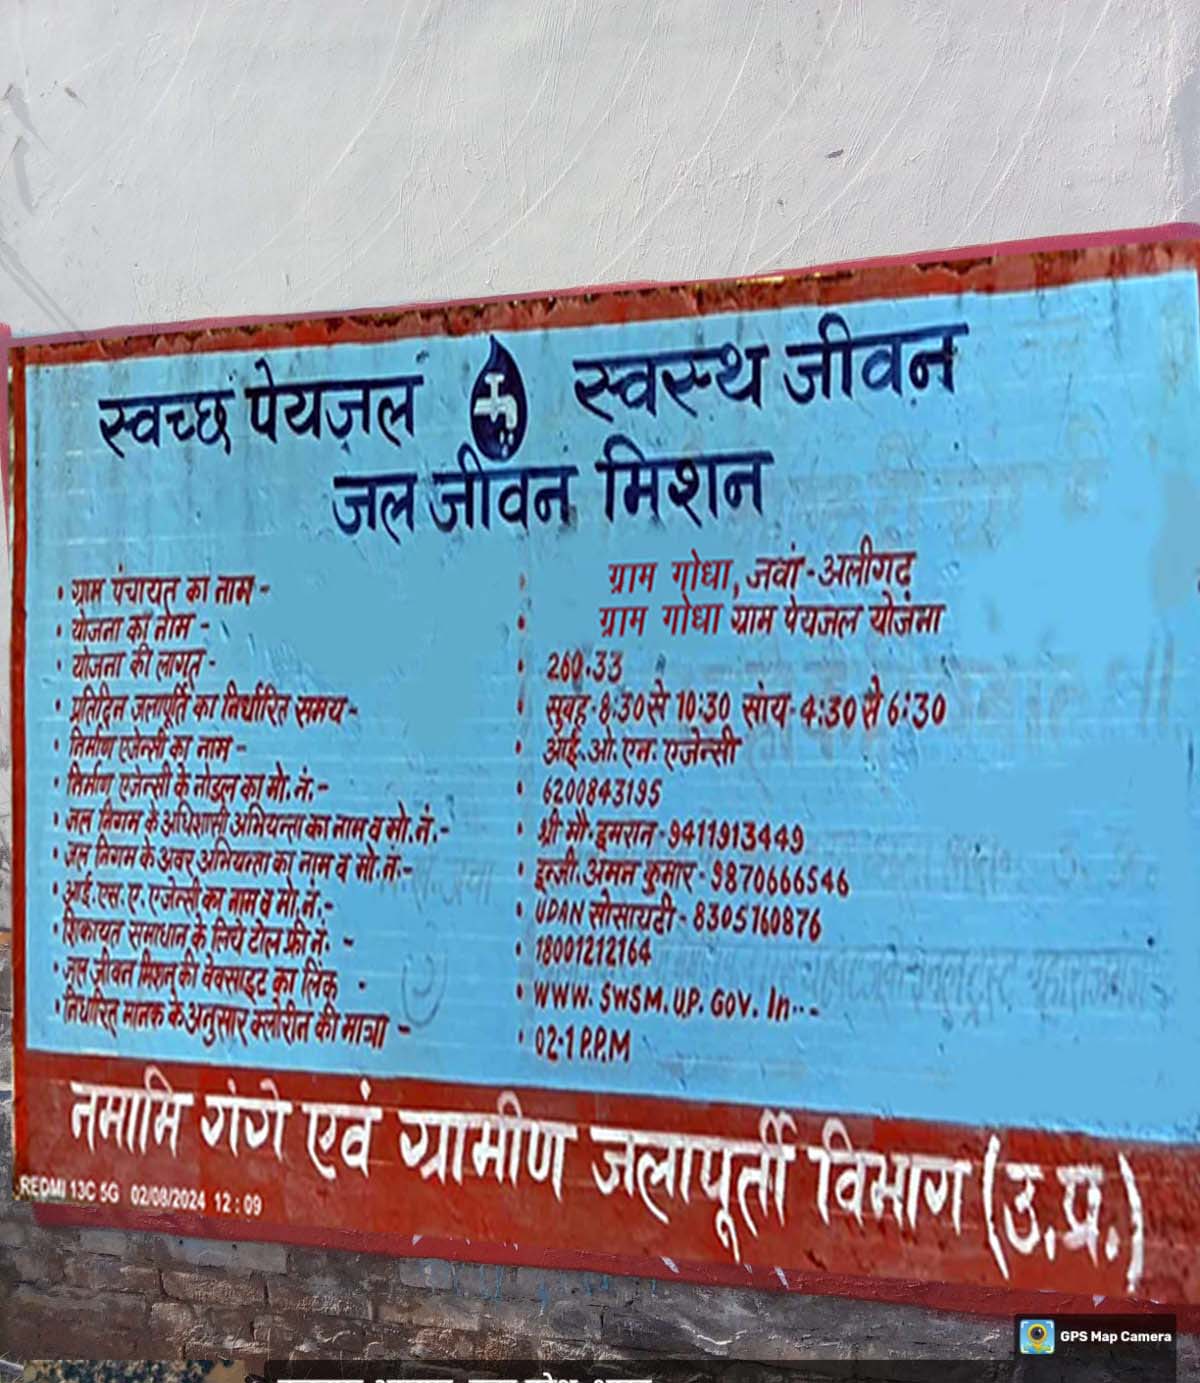 स्वच्छ पेयजल स्वस्थ जीवन
जल जीवन मिशन
• ग्राम पंचायत का नाम - • ग्राम गोधा, जवां - अलीगढ़
• योजना का नाम - • ग्राम गोधा ग्राम पेयजल योजना
• योजना की लागत - • 260.33
• प्रतिदिन जलापूर्ति का निर्धारित समय - • सुबह - 8:30 से 10:30 सांय - 4:30 से 6:30
• निर्माण एजेन्सी का नाम - • आई.ओ.एन. एजेन्सी
• निर्माण एजेन्सी के नोडल का मो. नं. - • 6200843195
• जल निगम के अधिशासी अभियन्ता का नाम व मो. नं. - • श्री मौ. इमरान - 9411913449
• जल निगम के अवर अभियन्ता का नाम व मो. नं. - • इन्जी. अमन कुमार - 9870666546
• आई.एस.ए. एजेन्सी का नाम व मो. नं. - • UDAN सोसायटी - 8305760876
• शिकायत समाधान के लिये टोल फ्री नं. - • 18001212164
• जल जीवन मिशन की वेवसाइट का लिंक - • WWW. SWSM. U.P. GOV. In -
• निर्धारित मानक के अनुसार क्लोरीन की मात्रा - • 02.1 P.P.M
नमामि गंगे एवं ग्रामीण जलापूर्ती विभाग (उ.प्र.)
REDMI 13C 5G 02/08/2024 12 : 09
GPS Map Camera